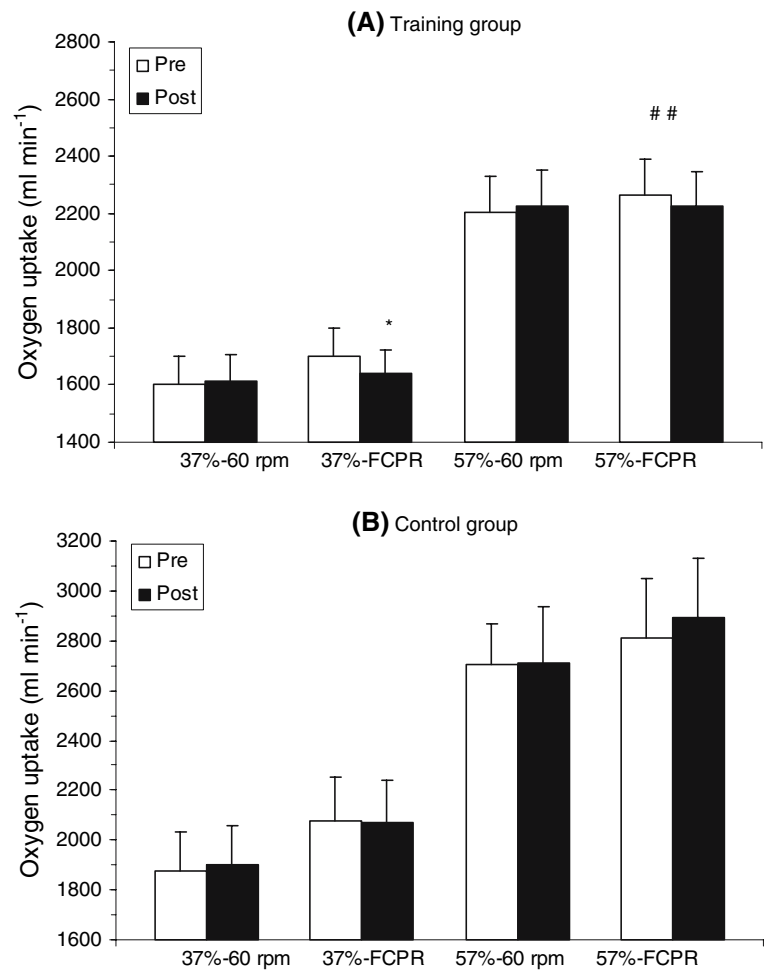 (A) Training group
Pre
Post
Oxygen uptake (ml min⁻¹)
2800
2600
2400
2200
2000
1800
1600
1400
# #
*
37%-60 rpm 37%-FCPR 57%-60 rpm 57%-FCPR
(B) Control group
Pre
Post
Oxygen uptake (ml min⁻¹)
3200
3000
2800
2600
2400
2200
2000
1800
1600
37%-60 rpm 37%-FCPR 57%-60 rpm 57%-FCPR